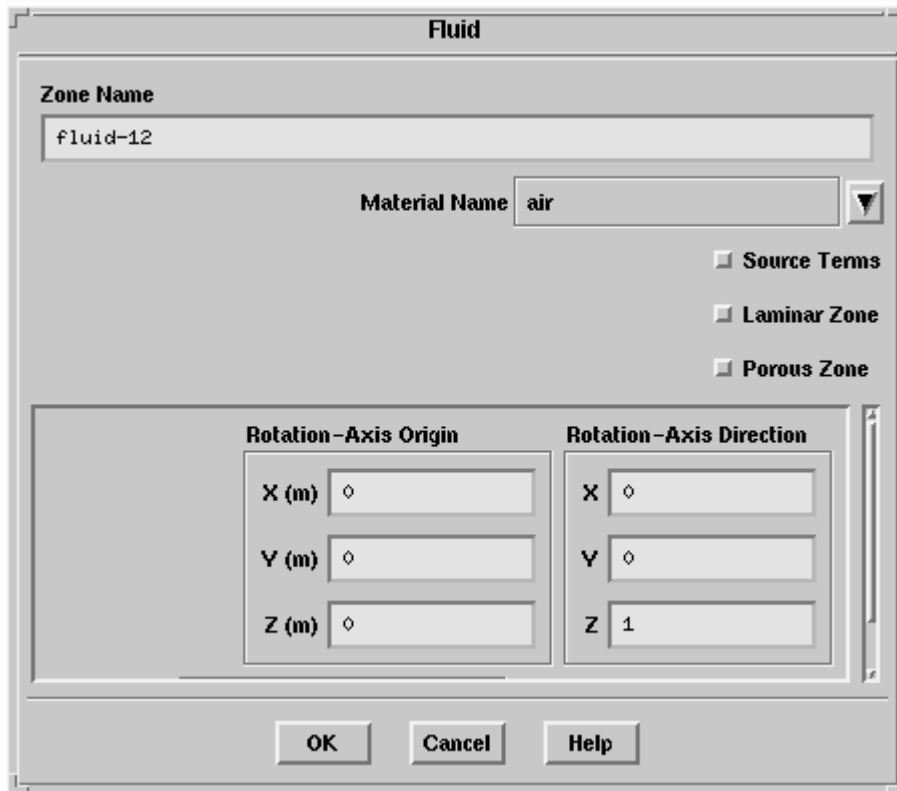 Fluid
Zone Name
fluid-12
Material Name air
Source Terms
Laminar Zone
Porous Zone
Rotation-Axis Origin Rotation-Axis Direction
X (m) 0 X 0
Y (m) 0 Y 0
Z (m) 0 Z 1
OK Cancel Help